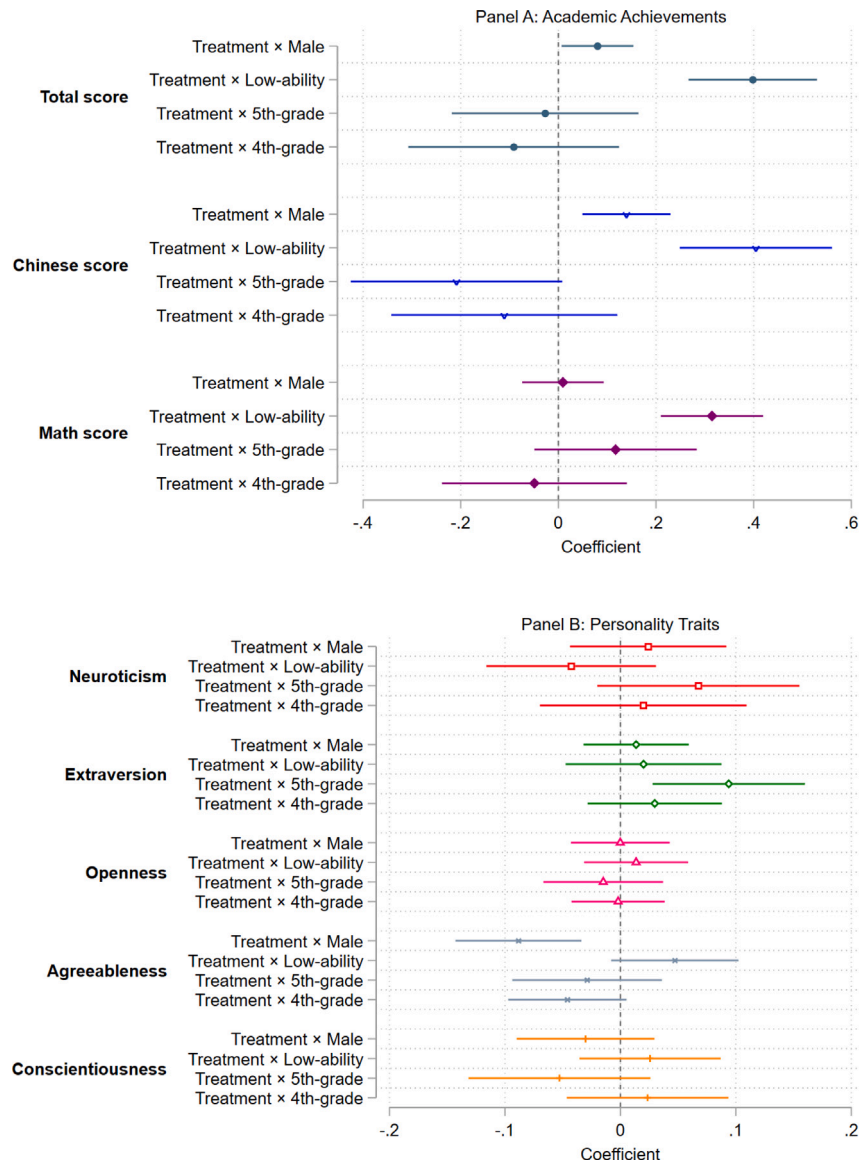 Panel A: Academic Achievements
Treatment × Male
Treatment × Low-ability
Total score
Treatment × 5th-grade
Treatment × 4th-grade
Treatment × Male
Treatment × Low-ability
Chinese score
Treatment × 5th-grade
Treatment × 4th-grade
Treatment × Male
Treatment × Low-ability
Math score
Treatment × 5th-grade
Treatment × 4th-grade
-.4 -.2 0 .2 .4 .6
Coefficient
Panel B: Personality Traits
Treatment × Male
Treatment × Low-ability
Neuroticism
Treatment × 5th-grade
Treatment × 4th-grade
Treatment × Male
Treatment × Low-ability
Extraversion
Treatment × 5th-grade
Treatment × 4th-grade
Treatment × Male
Treatment × Low-ability
Openness
Treatment × 5th-grade
Treatment × 4th-grade
Treatment × Male
Treatment × Low-ability
Agreeableness
Treatment × 5th-grade
Treatment × 4th-grade
Treatment × Male
Treatment × Low-ability
Conscientiousness
Treatment × 5th-grade
Treatment × 4th-grade
-.2 -.1 0 .1 .2
Coefficient